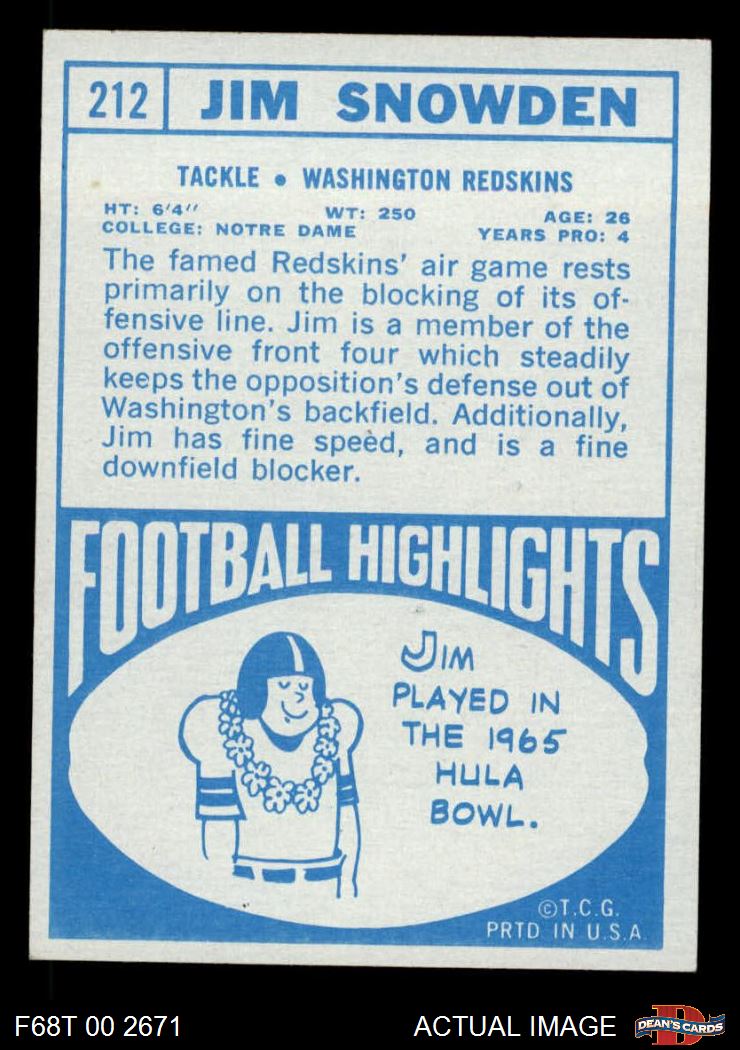 212 JIM SNOWDEN
TACKLE • WASHINGTON REDSKINS
HT: 6'4" WT: 250 AGE: 26
COLLEGE: NOTRE DAME YEARS PRO: 4
The famed Redskins' air game rests
primarily on the blocking of its of-
fensive line. Jim is a member of the
offensive front four which steadily
keeps the opposition's defense out of
Washington's backfield. Additionally,
Jim has fine speed, and is a fine
downfield blocker.
FOOTBALL HIGHLIGHTS
JIM
PLAYED IN
THE 1965
HULA
BOWL.
©T.C.G.
PRTD IN U.S.A.
F68T 00 2671 ACTUAL IMAGE D DEAN'S CARDS